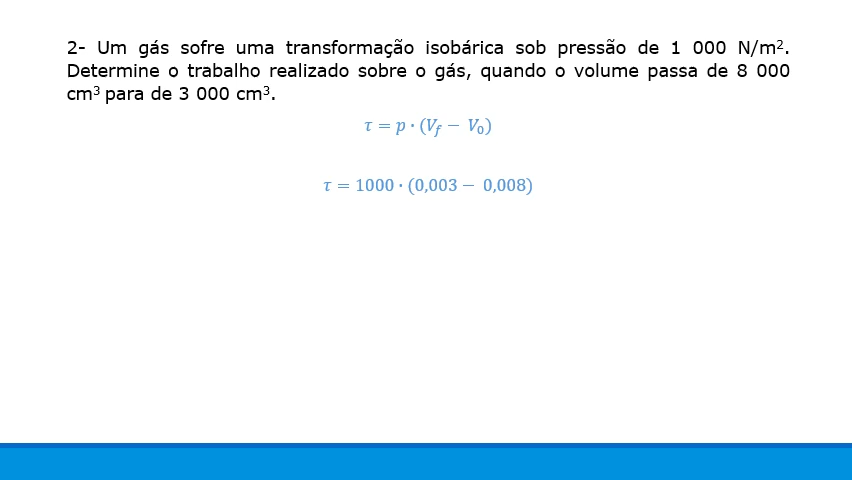 2- Um gás sofre uma transformação isobárica sob pressão de 1 000 N/m².
Determine o trabalho realizado sobre o gás, quando o volume passa de 8 000
cm³ para de 3 000 cm³.
τ = p · (V_f − V_0)
τ = 1000 · (0,003 − 0,008)